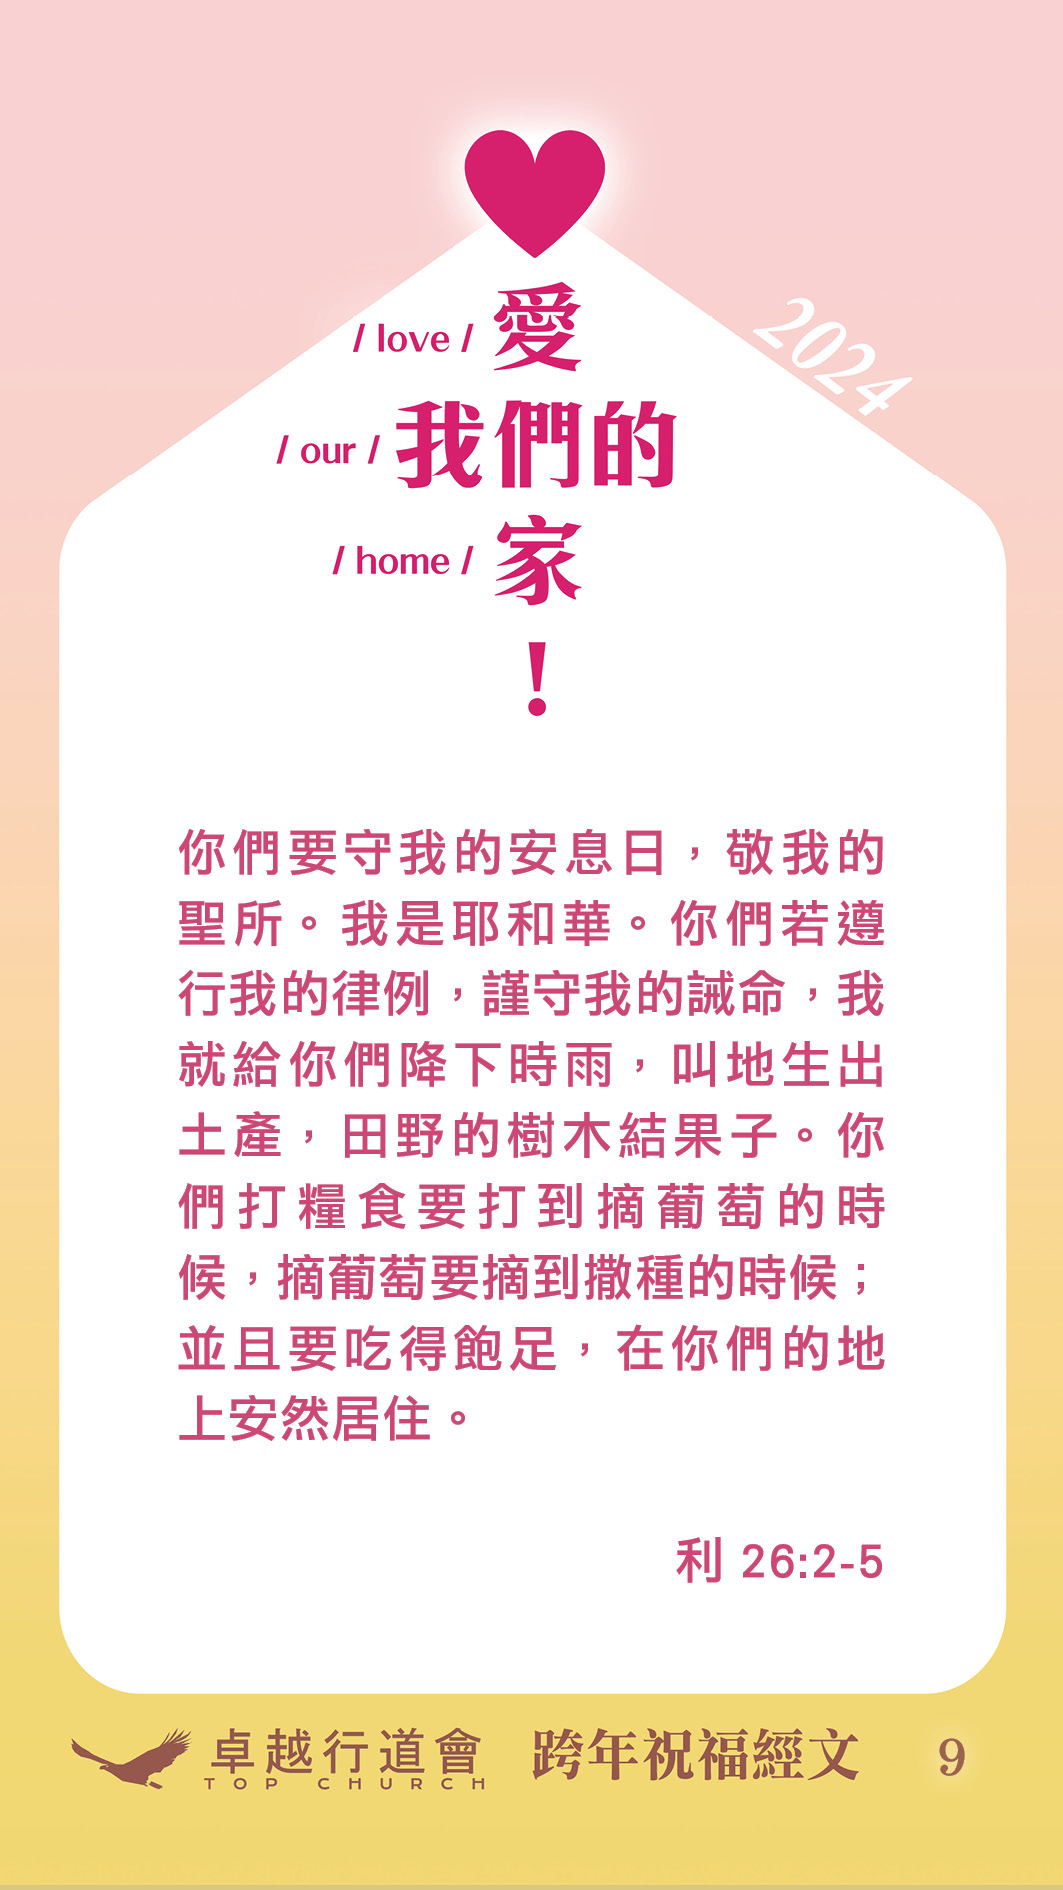 / love / 愛
2024
/ our / 我們的
/ home / 家
!
你們要守我的安息日，敬我的
聖所。我是耶和華。你們若遵
行我的律例，謹守我的誡命，我
就給你們降下時雨，叫地生出
土產，田野的樹木結果子。你
們打糧食要打到摘葡萄的時
候，摘葡萄要摘到撒種的時候；
並且要吃得飽足，在你們的地
上安然居住。
利 26:2-5
卓越行道會 跨年祝福經文 9
TOP CHURCH